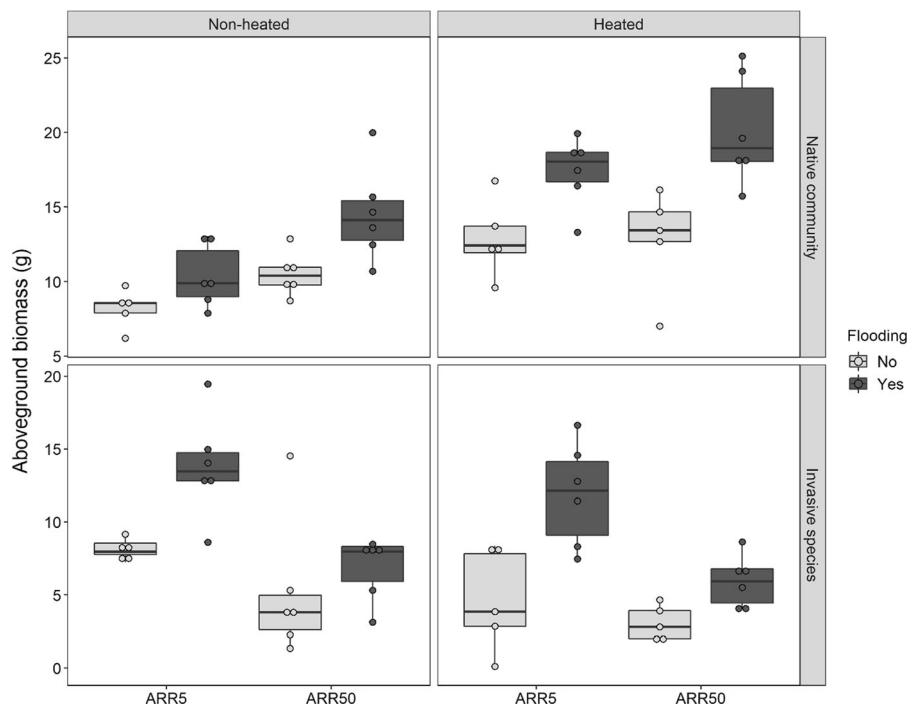 Non-heated
Heated
Aboveground biomass (g)
25
20
15
10
5
Native community
20
15
10
5
0
Invasive species
ARR5
ARR50
ARR5
ARR50
Flooding
No
Yes